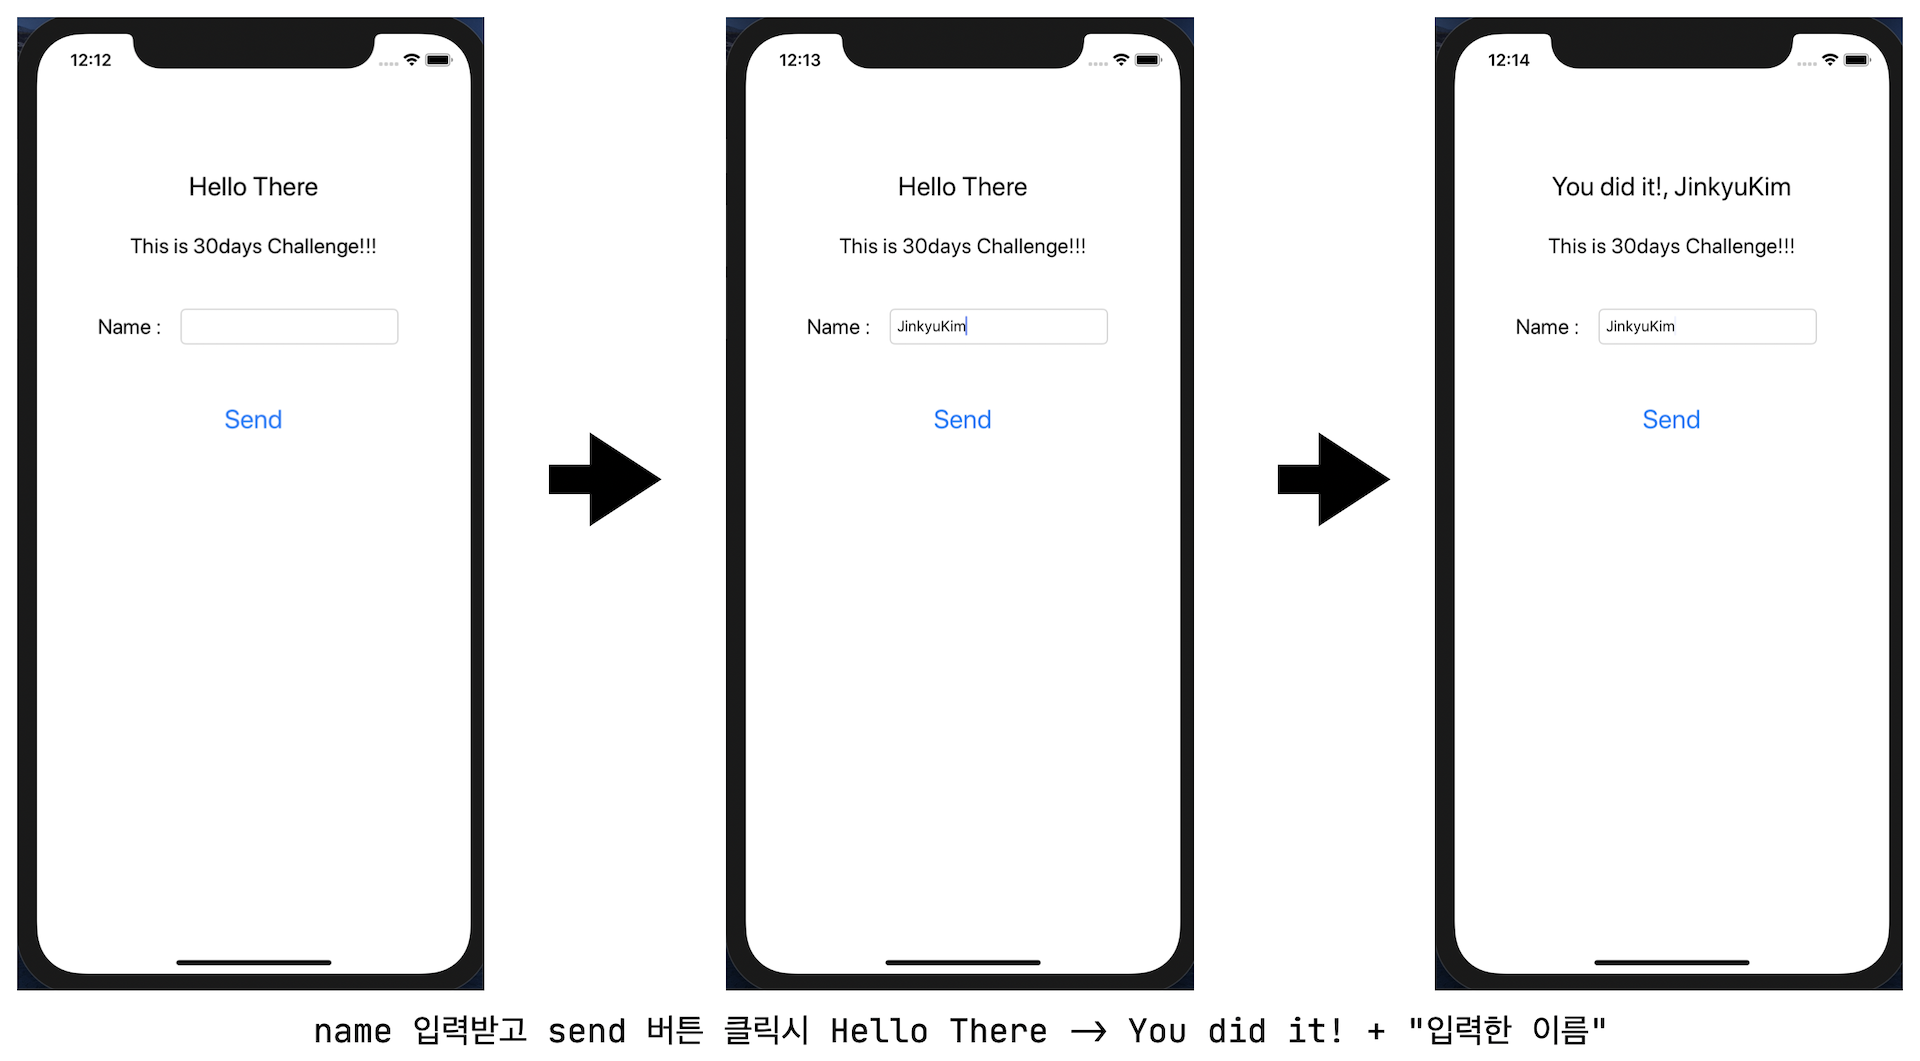 12:12
Hello There
This is 30days Challenge!!!
Name :
Send
12:13
Hello There
This is 30days Challenge!!!
Name : JinkyuKim
Send
12:14
You did it!, JinkyuKim
This is 30days Challenge!!!
Name : JinkyuKim
Send
name 입력받고 send 버튼 클릭시 Hello There → You did it! + "입력한 이름"